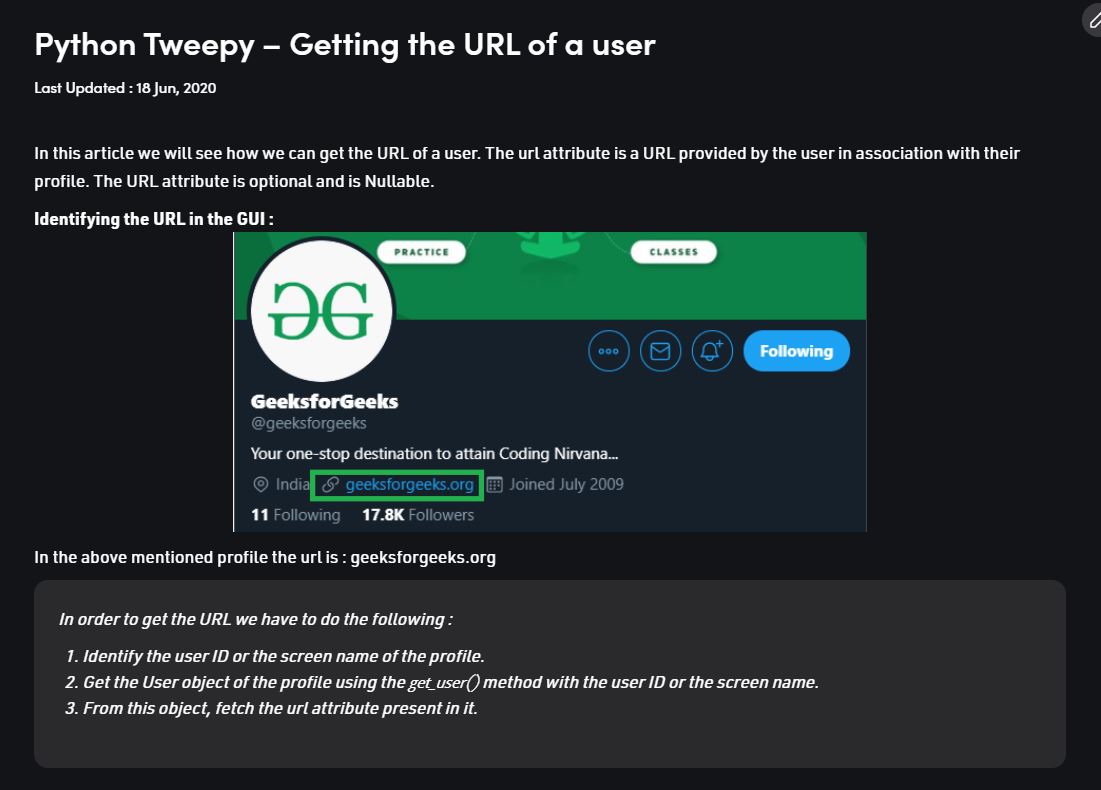 Python Tweepy – Getting the URL of a user
Last Updated : 18 Jun, 2020
In this article we will see how we can get the URL of a user. The url attribute is a URL provided by the user in association with their
profile. The URL attribute is optional and is Nullable.
Identifying the URL in the GUI :
PRACTICE
CLASSES
GG
Following
GeeksforGeeks
@geeksforgeeks
Your one-stop destination to attain Coding Nirvana...
India geeksforgeeks.org Joined July 2009
11 Following 17.8K Followers
In the above mentioned profile the url is : geeksforgeeks.org
In order to get the URL we have to do the following :
1. Identify the user ID or the screen name of the profile.
2. Get the User object of the profile using the get_user() method with the user ID or the screen name.
3. From this object, fetch the url attribute present in it.